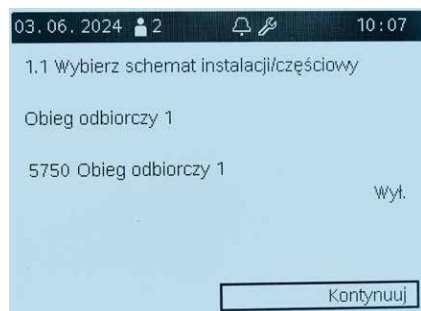 03.06.2024 2 10:07
1.1 Wybierz schemat instalacji/częściowy
Obieg odbiorczy 1
5750 Obieg odbiorczy 1
Wył.
Kontynuuj